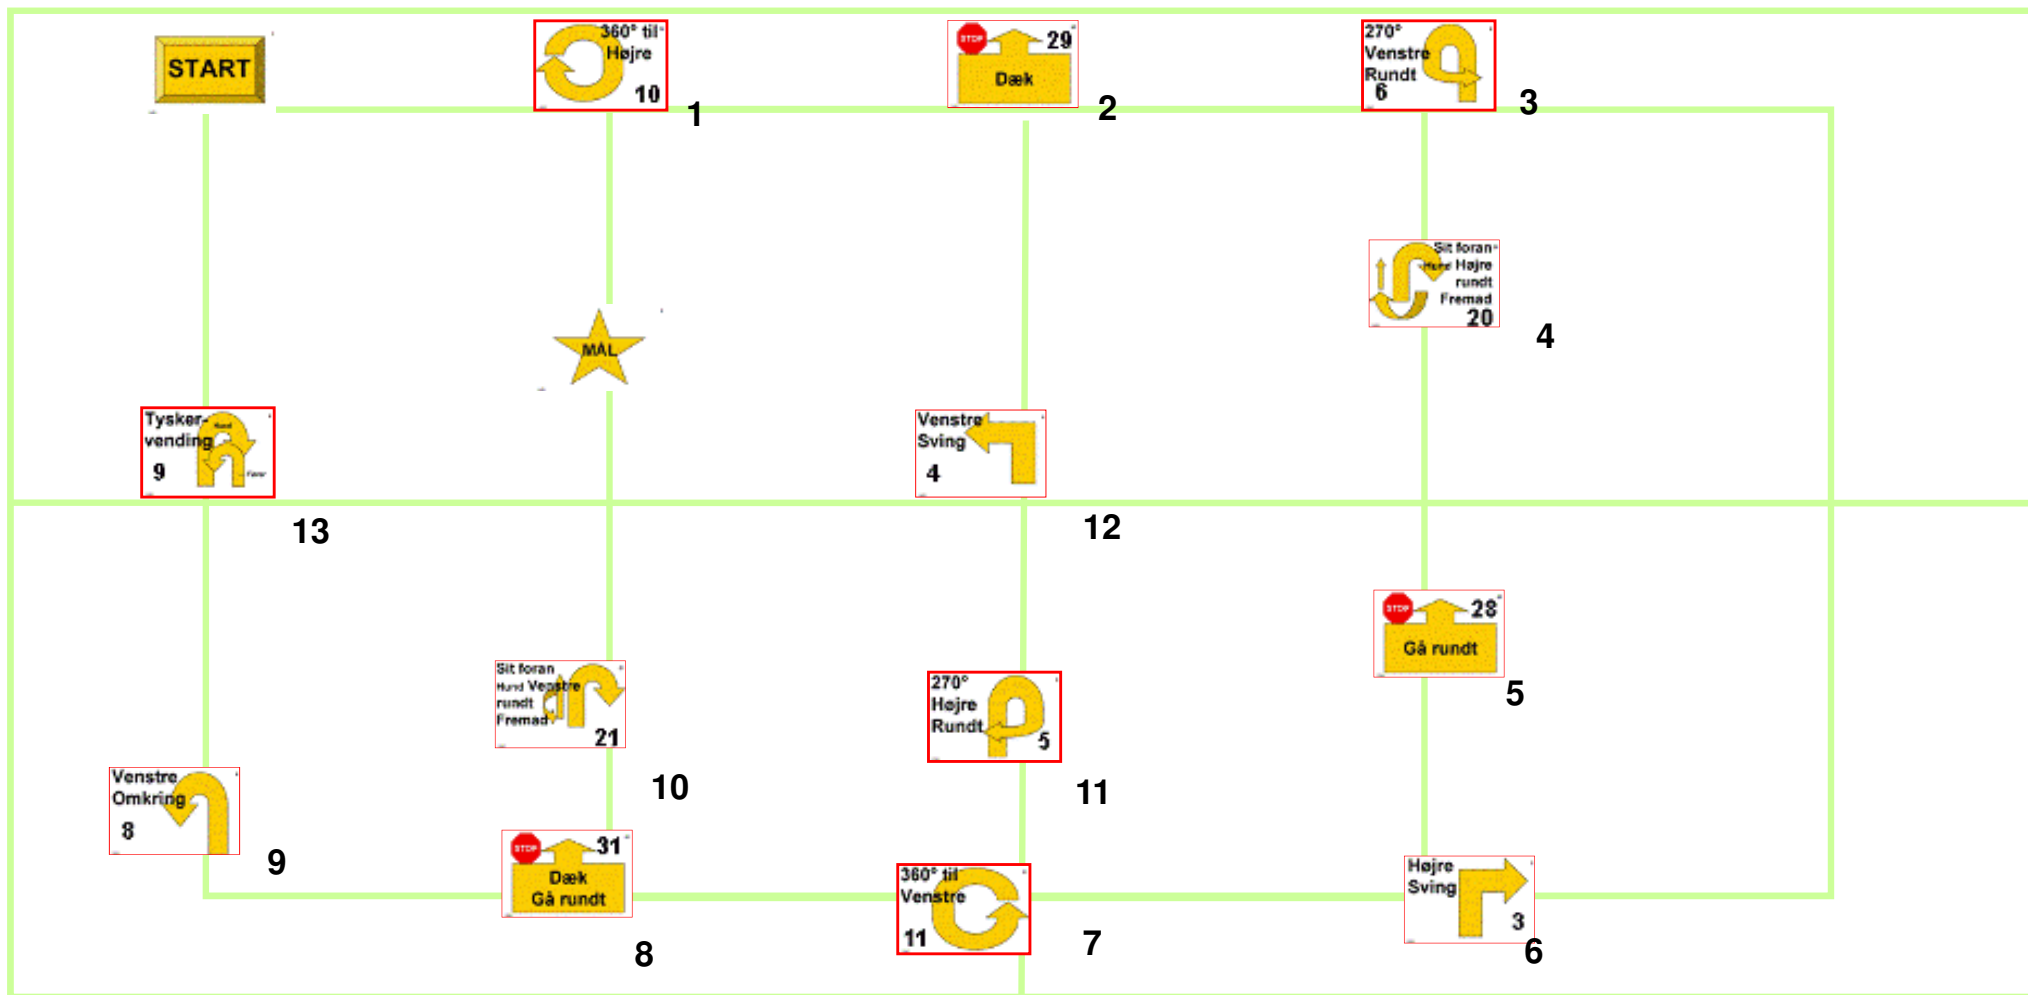 START
360° til
Højre
10
1
STOP
29
Dæk
2
270°
Venstre
Rundt
6
3
Sit foran
Hund Højre
rundt
Fremad
20
4
MÅL
Tysker-
vending
9
Hund
Fører
13
Venstre
Sving
4
12
STOP
28
Gå rundt
5
Sit foran
Hund Venstre
rundt
Fremad
21
10
270°
Højre
Rundt
5
11
Venstre
Omkring
8
9
STOP
31
Dæk
Gå rundt
8
360° til
Venstre
11
7
Højre
Sving
3
6